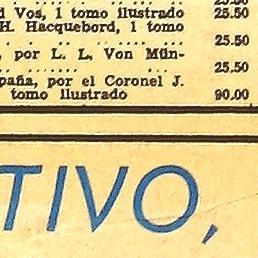 d Vos, 1 tomo ilustrado 25.50
H. Hacquebord, 1 tomo
25.50
, por L. L. Von Mün-
25.50
paña, por el Coronel J.
tomo ilustrado 90.00
TIVO,